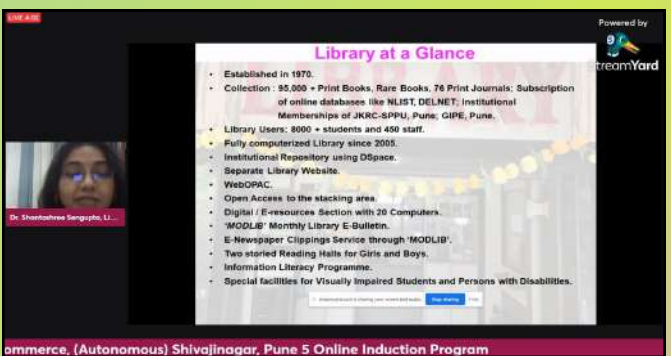 LIVE
Powered by
StreamYard
Library at a Glance
• Established in 1970.
• Collection : 95,000 + Print Books, Rare Books, 76 Print Journals; Subscription
of online databases like NLIST, DELNET; Institutional
Memberships of JKRC-SPPU, Pune; GIPE, Pune.
• Library Users: 8000 + students and 450 staff.
• Fully computerized Library since 2005.
• Institutional Repository using DSpace.
• Separate Library Website.
• WebOPAC.
• Open Access to the stacking area.
• Digital / E-resources Section with 20 Computers.
• 'MODLIB' Monthly Library E-Bulletin.
• E-Newspaper Clippings Service through 'MODLIB'.
• Two storied Reading Halls for Girls and Boys.
• Information Literacy Programme.
• Special facilities for Visually Impaired Students and Persons with Disabilities.
Dr. Shantashree Sengupta, Li...
Stop sharing
Hide
ommerce, (Autonomous) Shivajinagar, Pune 5 Online Induction Program